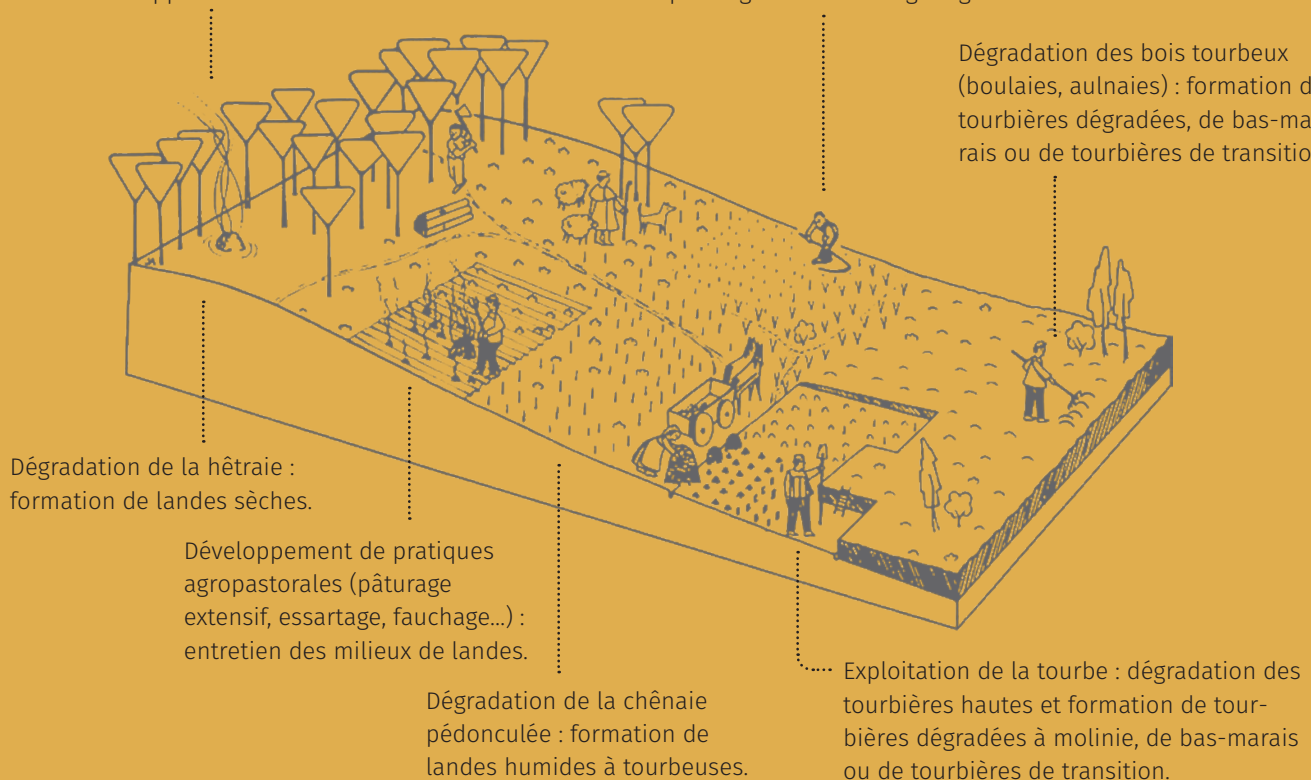 Dégradation des bois tourbeux
(boulaies, aulnaies) : formation
tourbières dégradées, de bas-ma
rais ou de tourbières de transitio
Dégradation de la hêtraie :
formation de landes sèches.
Développement de pratiques
agropastorales (pâturage
extensif, essartage, fauchage...) :
entretien des milieux de landes.
Dégradation de la chênaie
pédonculée : formation de
landes humides à tourbeuses.
Exploitation de la tourbe : dégradation des
tourbières hautes et formation de tour-
bières dégradées à molinie, de bas-marais
ou de tourbières de transition.